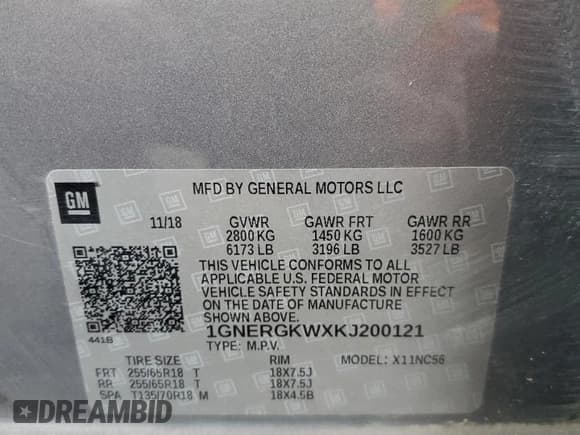 GM
MFD BY GENERAL MOTORS LLC
11/18 GVWR GAWR FRT GAWR RR
2800 KG 1450 KG 1600 KG
6173 LB 3196 LB 3527 LB
THIS VEHICLE CONFORMS TO ALL
APPLICABLE U.S. FEDERAL MOTOR
VEHICLE SAFETY STANDARDS IN EFFECT
ON THE DATE OF MANUFACTURE
SHOWN ABOVE.
1GNERGKWXKJ200121
441B
TYPE: M.P.V.
TIRE SIZE RIM MODEL: X11NC56
FRT 255/65R18 T 18X7.5J
RR 255/65R18 T 18X7.5J
SPA T135/70R18 M 18X4.5B
DREAMBID